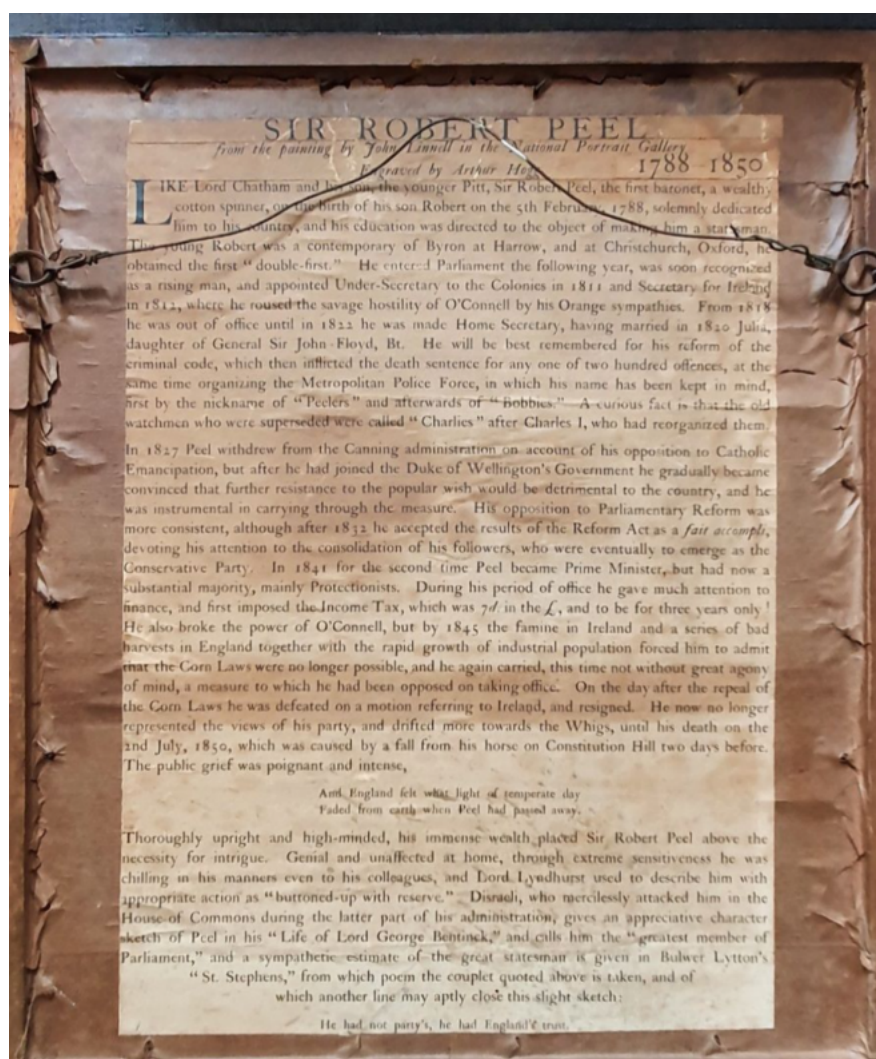 SIR ROBERT PEEL
from the painting by John Linnell in the National Portrait Gallery
Engraved by Arthur Hogg
1788 1850
LIKE Lord Chatham and his son, the younger Pitt, Sir Robert Peel, the first baronet, a wealthy
cotton spinner, on the birth of his son Robert on the 5th February, 1788, solemnly dedicated
him to his country, and his education was directed to the object of making him a statesman.
The young Robert was a contemporary of Byron at Harrow, and at Christchurch, Oxford, he
obtained the first "double-first." He entered Parliament the following year, was soon recognized
as a rising man, and appointed Under-Secretary to the Colonies in 1811 and Secretary for Ireland
in 1812, where he roused the savage hostility of O'Connell by his Orange sympathies. From 1818
he was out of office until in 1822 he was made Home Secretary, having married in 1820 Julia,
daughter of General Sir John Floyd, Bt. He will be best remembered for his reform of the
criminal code, which then inflicted the death sentence for any one of two hundred offences, at the
same time organizing the Metropolitan Police Force, in which his name has been kept in mind,
first by the nickname of "Peelers" and afterwards of "Bobbies." A curious fact is that the old
watchmen who were superseded were called "Charlies" after Charles I, who had reorganized them.
In 1827 Peel withdrew from the Canning administration on account of his opposition to Catholic
Emancipation, but after he had joined the Duke of Wellington's Government he gradually became
convinced that further resistance to the popular wish would be detrimental to the country, and he
was instrumental in carrying through the measure. His opposition to Parliamentary Reform was
more consistent, although after 1832 he accepted the results of the Reform Act as a fait accompli,
devoting his attention to the consolidation of his followers, who were eventually to emerge as the
Conservative Party. In 1841 for the second time Peel became Prime Minister, but had now a
substantial majority, mainly Protectionists. During his period of office he gave much attention to
finance, and first imposed the Income Tax, which was 7d in the £, and to be for three years only!
He also broke the power of O'Connell, but by 1845 the famine in Ireland and a series of bad
harvests in England together with the rapid growth of industrial population forced him to admit
that the Corn Laws were no longer possible, and he again carried, this time not without great agony
of mind, a measure to which he had been opposed on taking office. On the day after the repeal of
the Corn Laws he was defeated on a motion referring to Ireland, and resigned. He now no longer
represented the views of his party, and drifted more towards the Whigs, until his death on the
2nd July, 1850, which was caused by a fall from his horse on Constitution Hill two days before.
The public grief was poignant and intense,
And England felt what light of temperate day
Faded from earth when Peel had passed away.
Thoroughly upright and high-minded, his immense wealth placed Sir Robert Peel above the
necessity for intrigue. Genial and unaffected at home, through extreme sensitiveness he was
chilling in his manners even to his colleagues, and Lord Lyndhurst used to describe him with
appropriate action as "buttoned-up with reserve." Disraeli, who mercilessly attacked him in the
House of Commons during the latter part of his administration, gives an appreciative character
sketch of Peel in his "Life of Lord George Bentinck," and calls him the "greatest member of
Parliament," and a sympathetic estimate of the great statesman is given in Bulwer Lytton's
"St. Stephens," from which poem the couplet quoted above is taken, and of
which another line may aptly close this slight sketch:
He had not party's, he had England's trust.